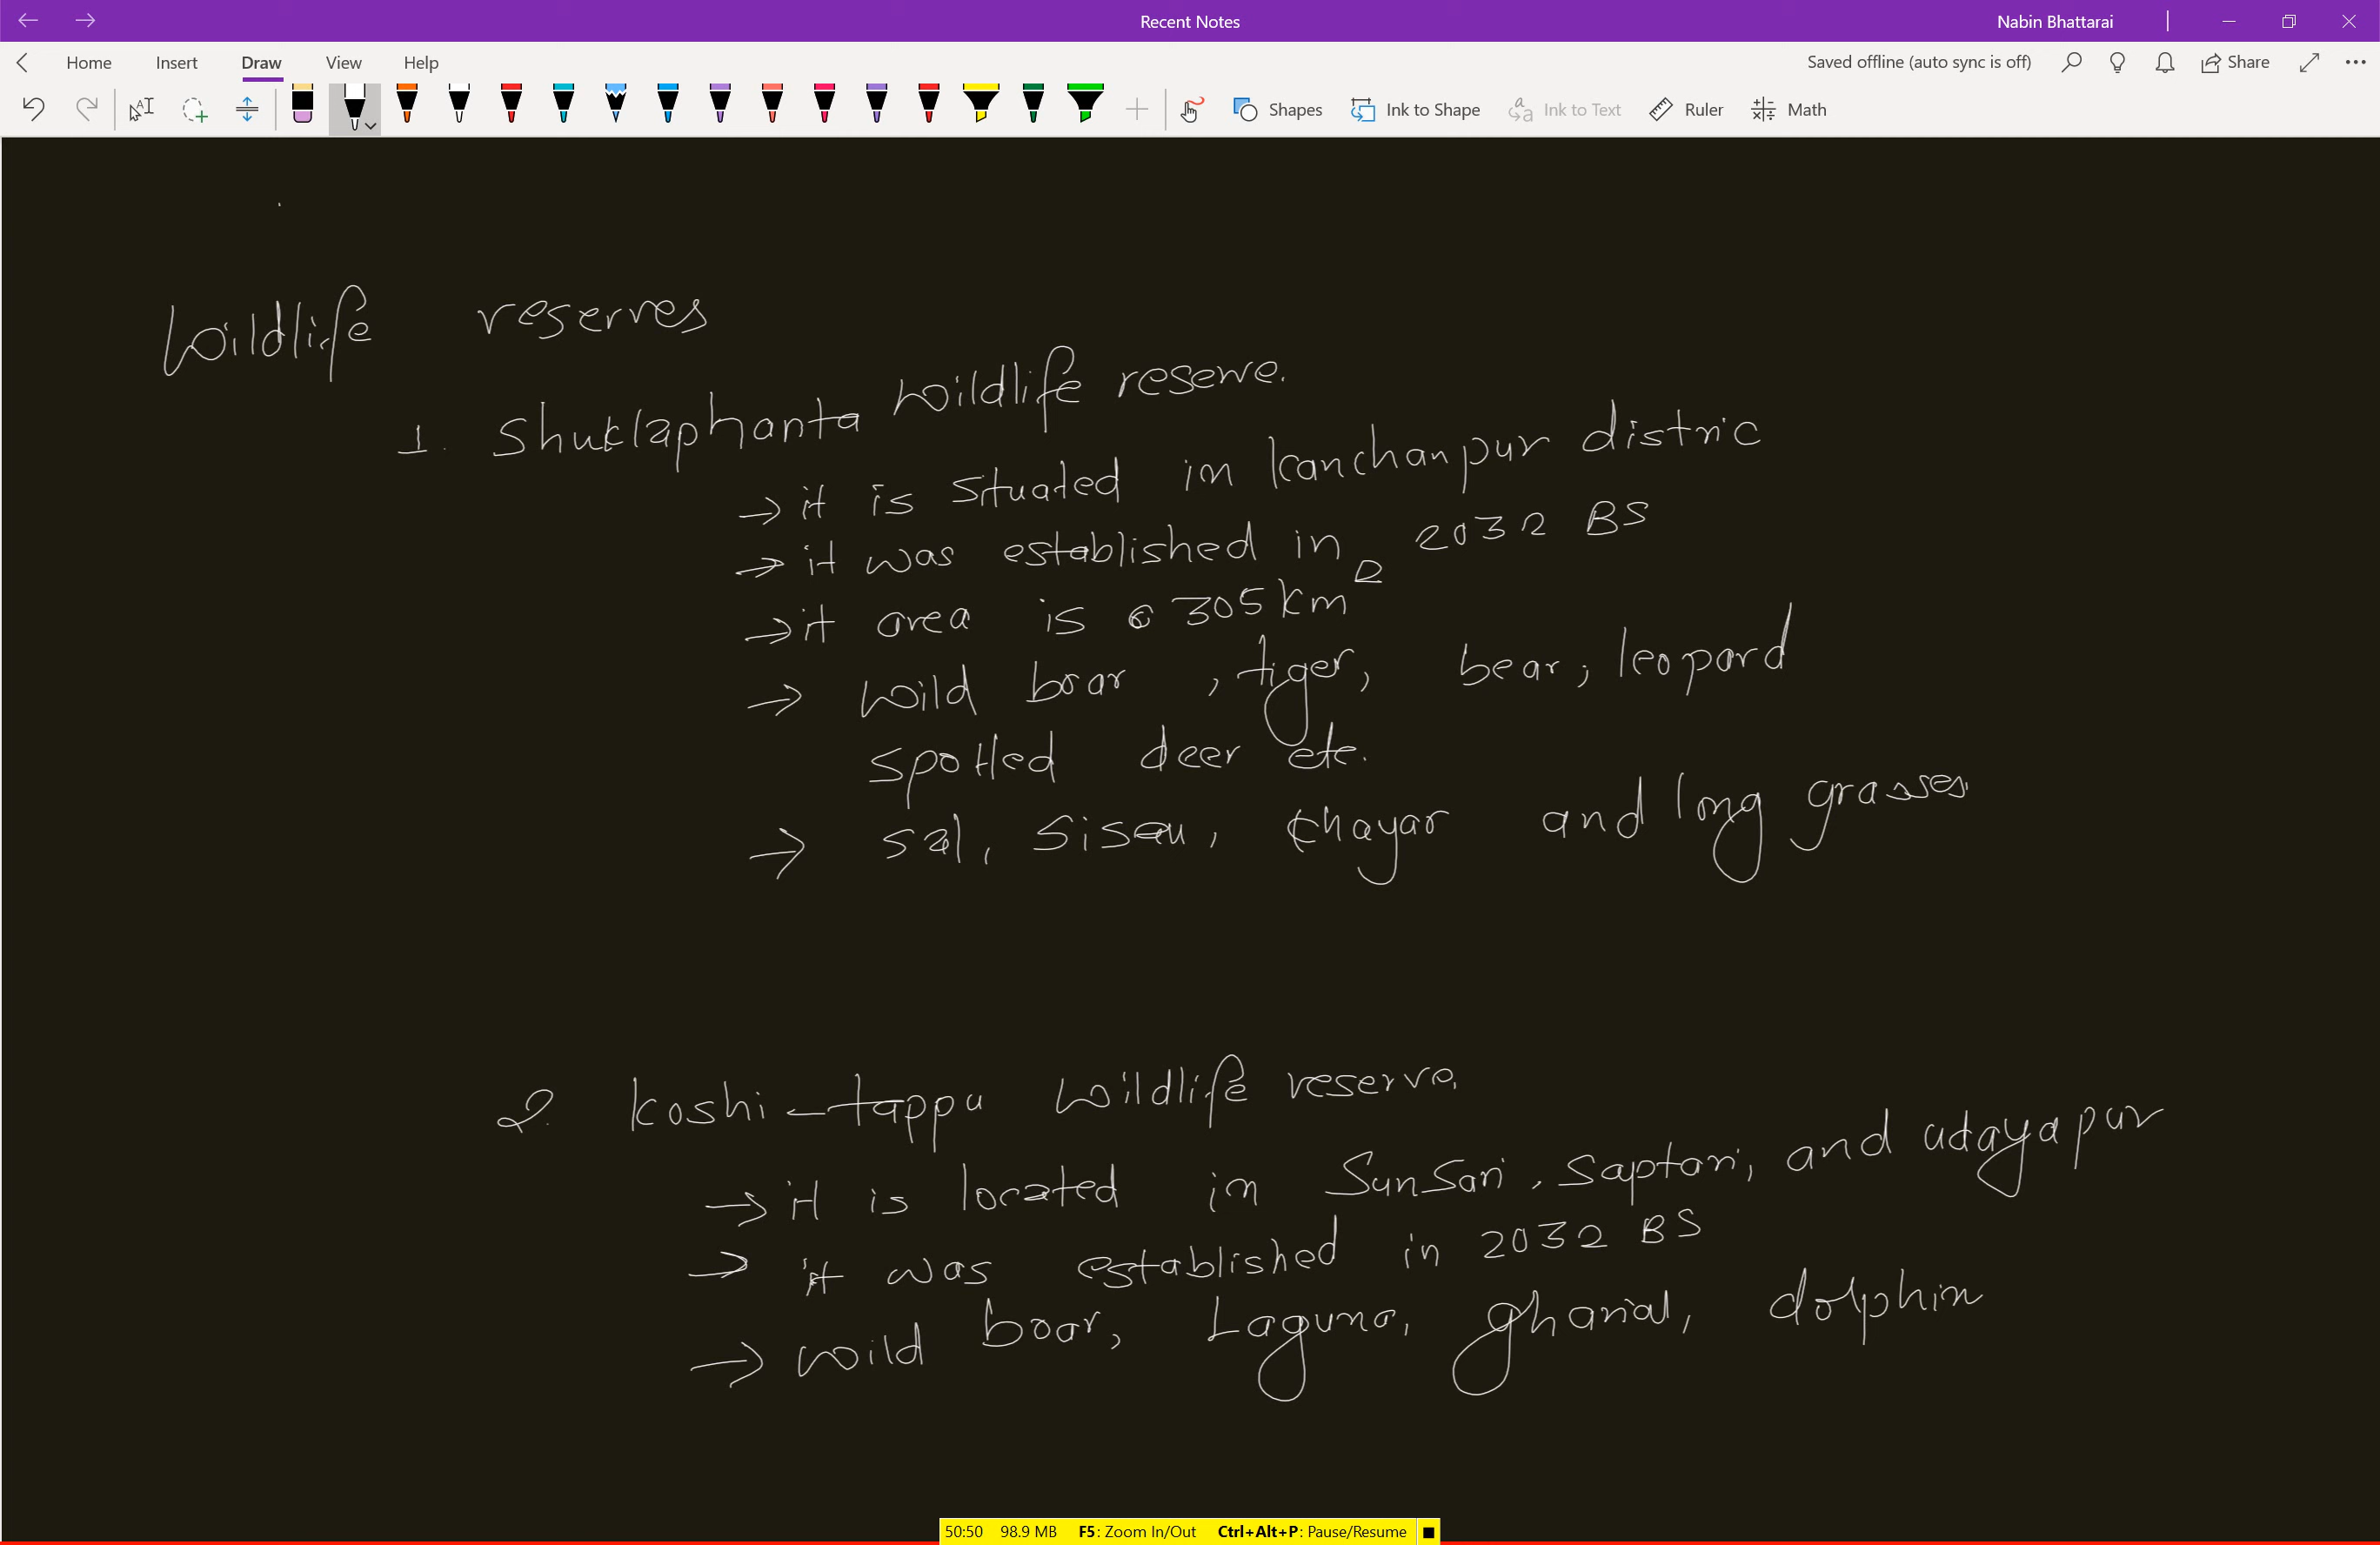 Recent Notes
Nabin Bhattarai
Home Insert Draw View Help
Saved offline (auto sync is off)
Share
Shapes Ink to Shape Ink to Text Ruler Math
Wildlife reserves
1. Shuklaphanta wildlife reserve.
→ it is situated in kanchanpur distric
→ it was established in 2032 BS
→ it area is 305 km²
→ wild boar, tiger, bear, leopard
spotted deer etc.
→ sal, sisau, khayar and long grasses.
2. koshi-tappu wildlife reserve.
→ it is located in Sunsari, saptari, and udayapur
→ it was established in 2032 BS
→ wild boar, Laguna, gharial, dolphin
50:50 98.9 MB F5: Zoom In/Out Ctrl+Alt+P: Pause/Resume